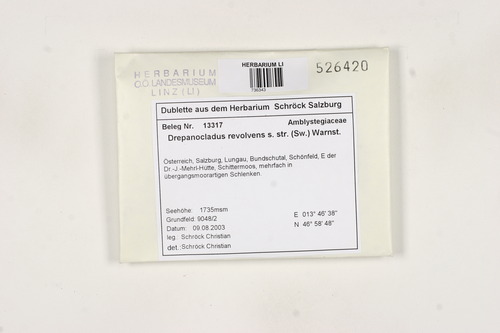 HERBARIUM
O.Ö. LANDESMUSEUM
LINZ (LI)
HERBARIUM LI
526420
Dublette aus dem Herbarium Schröck Salzburg
Beleg Nr. 13317 Amblystegiaceae
Drepanocladus revolvens s. str. (Sw.) Warnst.
Österreich, Salzburg, Lungau, Bundschutal, Schönfeld, E der
Dr.-J.-Mehrl-Hütte, Schittermoos, mehrfach in
übergangsmoorartigen Schlenken.
Seehöhe: 1735msm E 013° 46' 38"
Grundfeld: 9048/2 N 46° 58' 48"
Datum: 09.08.2003
leg.: Schröck Christian
det.: Schröck Christian